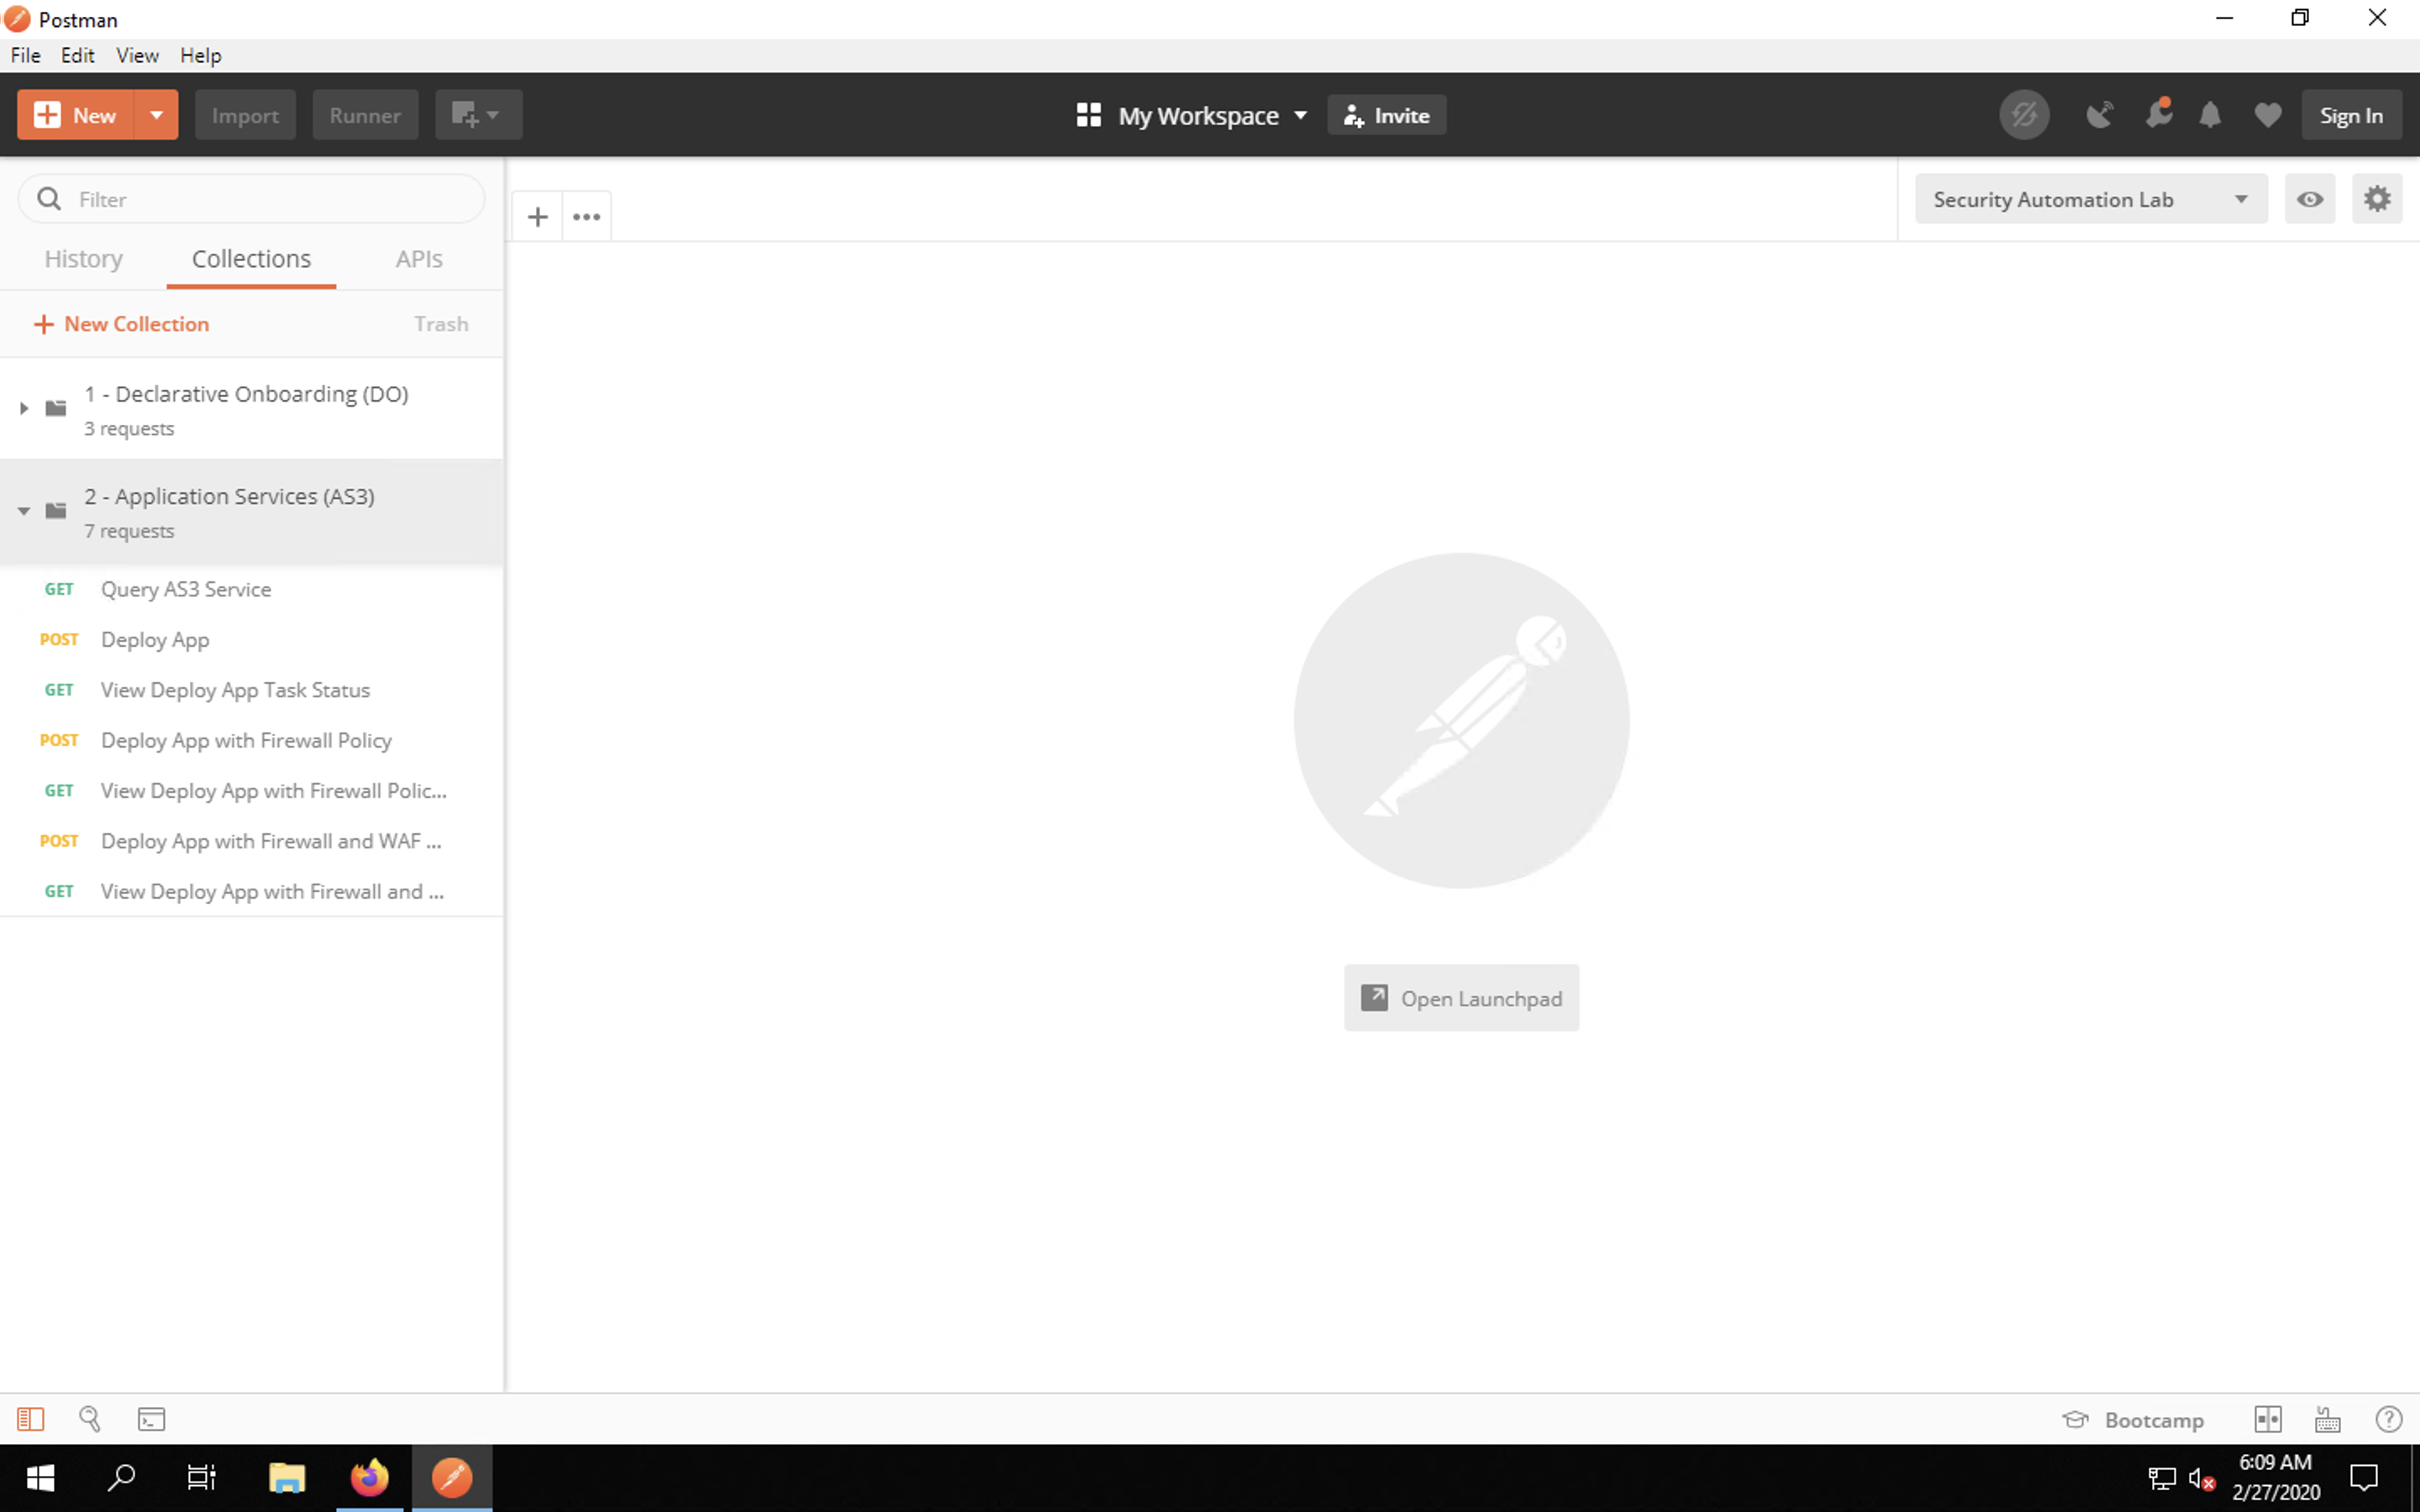 Postman
File Edit View Help
New Import Runner My Workspace Invite Sign In
Filter
Security Automation Lab
History Collections APIs
New Collection Trash
1 - Declarative Onboarding (DO)
3 requests
2 - Application Services (AS3)
7 requests
GET Query AS3 Service
POST Deploy App
GET View Deploy App Task Status
POST Deploy App with Firewall Policy
GET View Deploy App with Firewall Polic...
POST Deploy App with Firewall and WAF ...
GET View Deploy App with Firewall and ...
Open Launchpad
Bootcamp
6:09 AM
2/27/2020